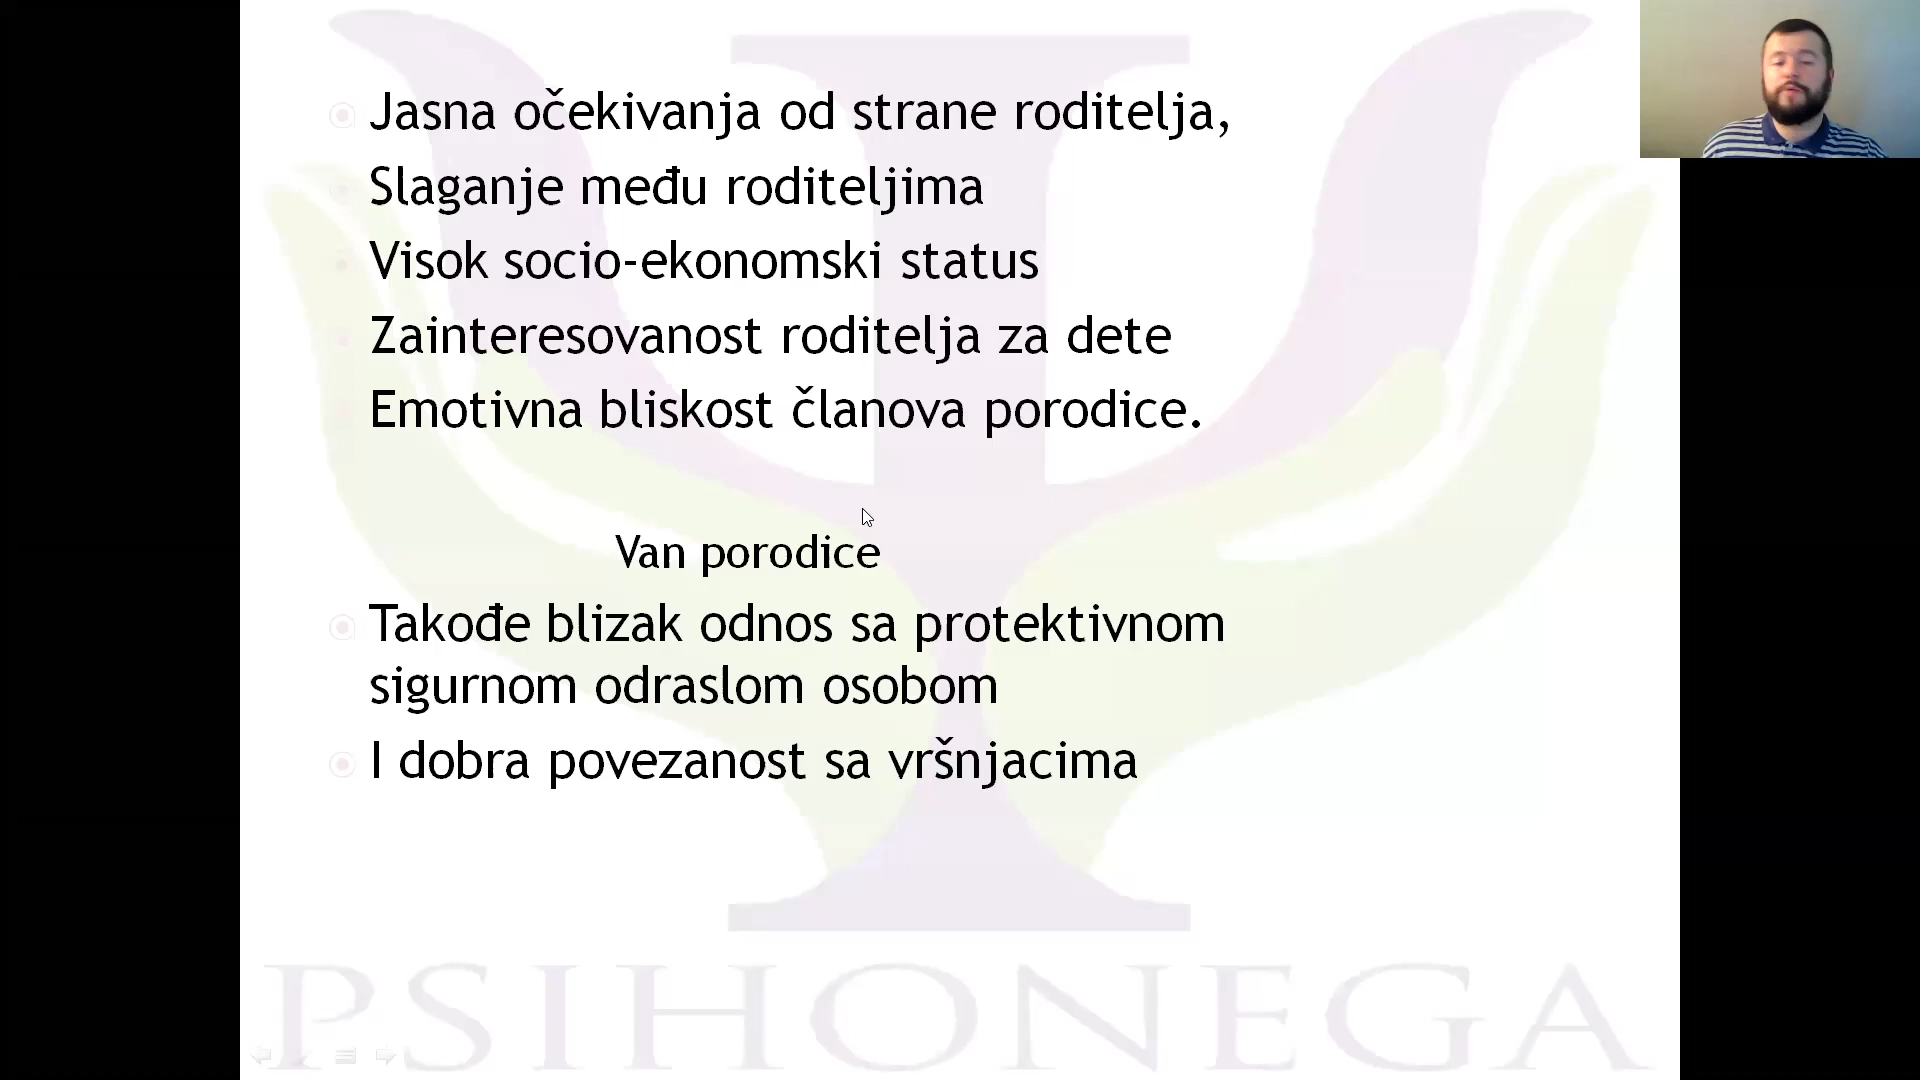 Jasna očekivanja od strane roditelja,
Slaganje među roditeljima
Visok socio-ekonomski status
Zainteresovanost roditelja za dete
Emotivna bliskost članova porodice.
Van porodice
Takođe blizak odnos sa protektivnom
sigurnom odraslom osobom
I dobra povezanost sa vršnjacima
PSIHONEGA